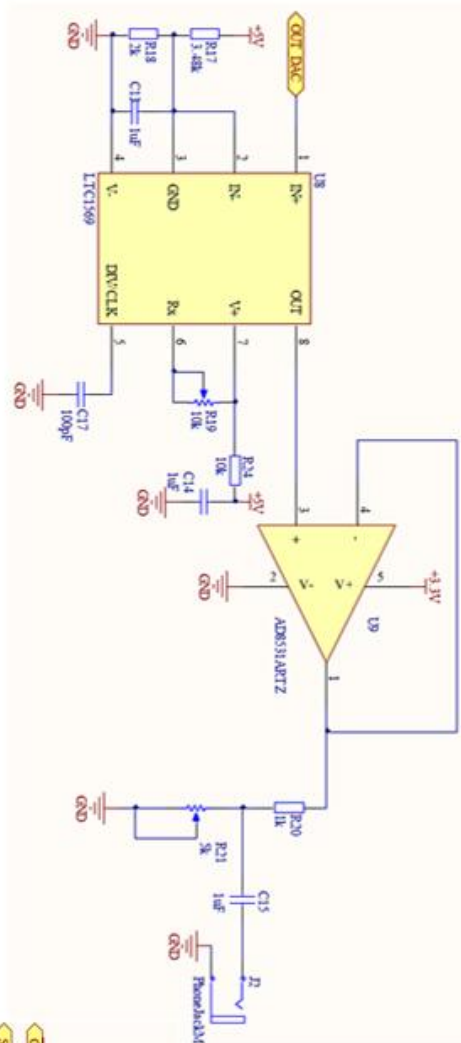 OUT DAC
+5V
R17
3.48k
R18
2k
GND
C13
1uF
1
2
3
4
U8
IN+
IN-
GND
V-
OUT
V+
Rx
DIV/CLK
LTC1569
8
7
6
5
R19
10k
C17
100pF
GND
R24
10k
+5V
C14
1uF
GND
4
3
-
+
V+
V-
5
2
+3.3V
GND
U9
AD8531ARTZ
1
R20
1k
R21
5k
GND
C15
1uF
GND
J2
PhoneJackM